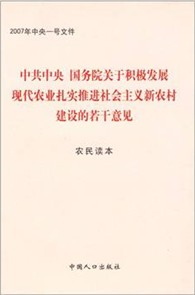 2007年中央一号文件
中共中央 国务院关于积极发展
现代农业扎实推进社会主义新农村
建设的若干意见
农民读本
中国人口出版社